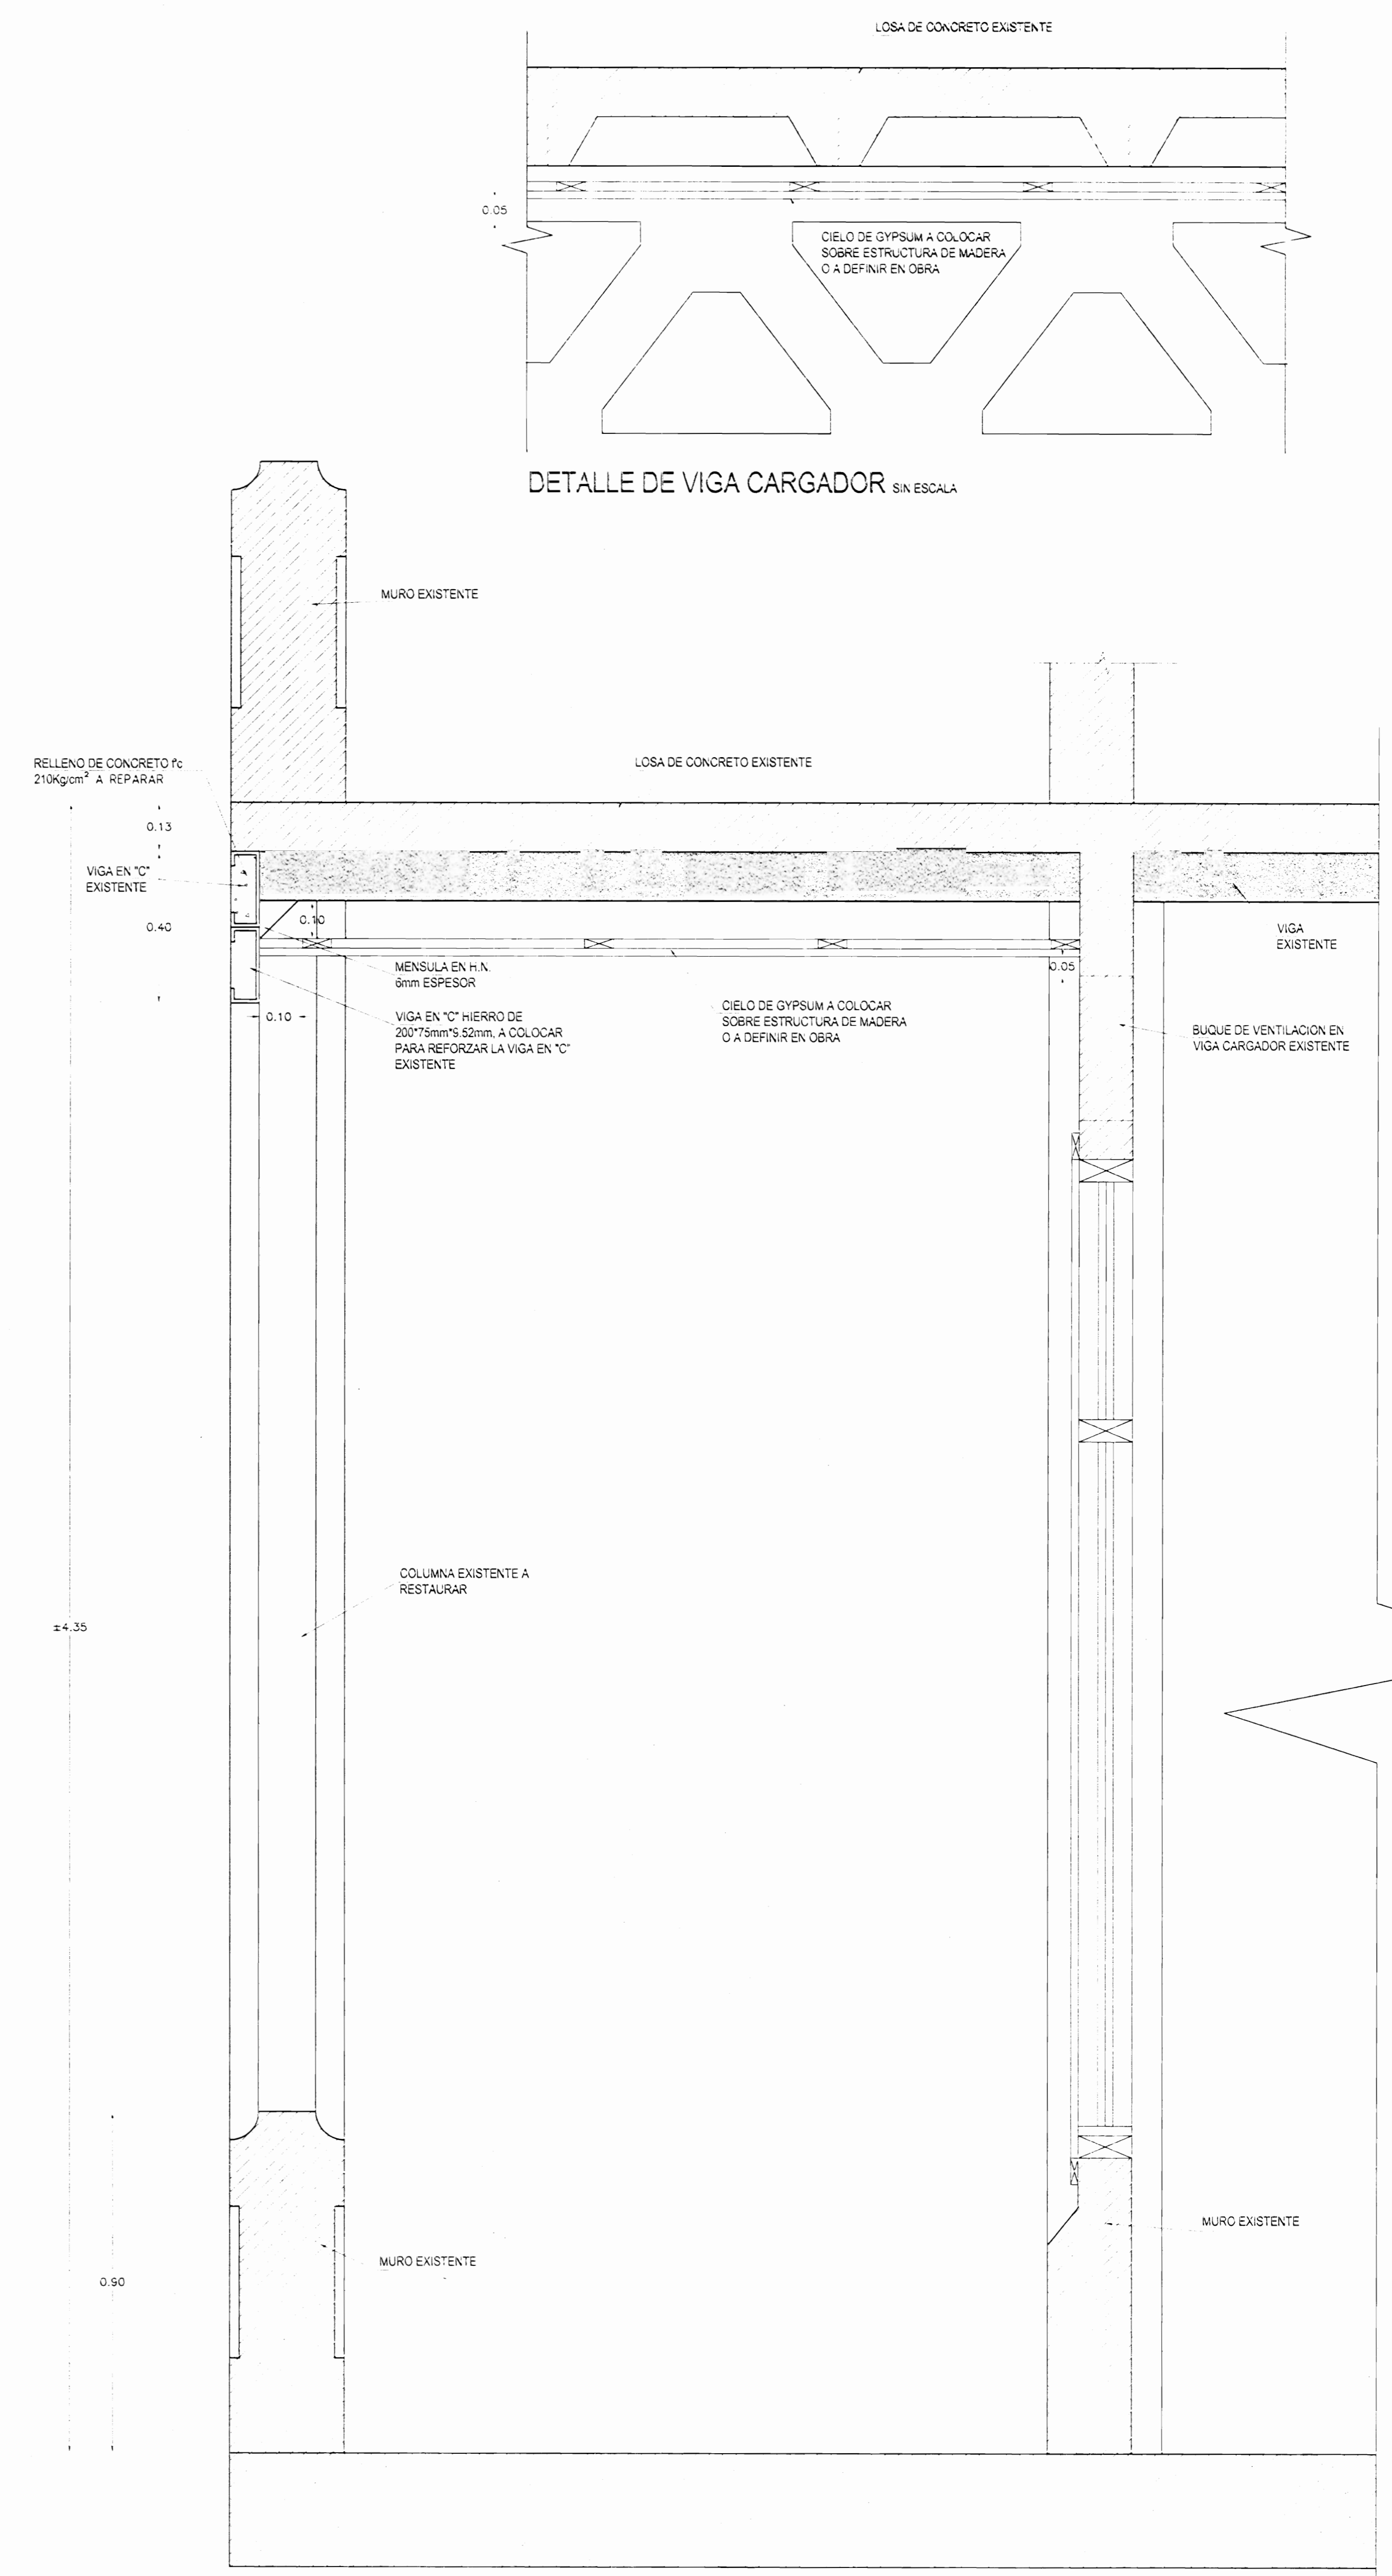 LOSA DE CONCRETO EXISTENTE
0.05
CIELO DE GYPSUM A COLOCAR
SOBRE ESTRUCTURA DE MADERA
O A DEFINIR EN OBRA
DETALLE DE VIGA CARGADOR SIN ESCALA
MURO EXISTENTE
RELLENO DE CONCRETO f'c
210Kg/cm² A REPARAR
LOSA DE CONCRETO EXISTENTE
0.13
VIGA EN "C"
EXISTENTE
0.40
0.10
VIGA
EXISTENTE
MENSULA EN H.N.
6mm ESPESOR
0.05
0.10
VIGA EN "C" HIERRO DE
200*75mm*9.52mm, A COLOCAR
PARA REFORZAR LA VIGA EN "C"
EXISTENTE
CIELO DE GYPSUM A COLOCAR
SOBRE ESTRUCTURA DE MADERA
O A DEFINIR EN OBRA
BUQUE DE VENTILACION EN
VIGA CARGADOR EXISTENTE
COLUMNA EXISTENTE A
RESTAURAR
±4.35
MURO EXISTENTE
MURO EXISTENTE
0.90